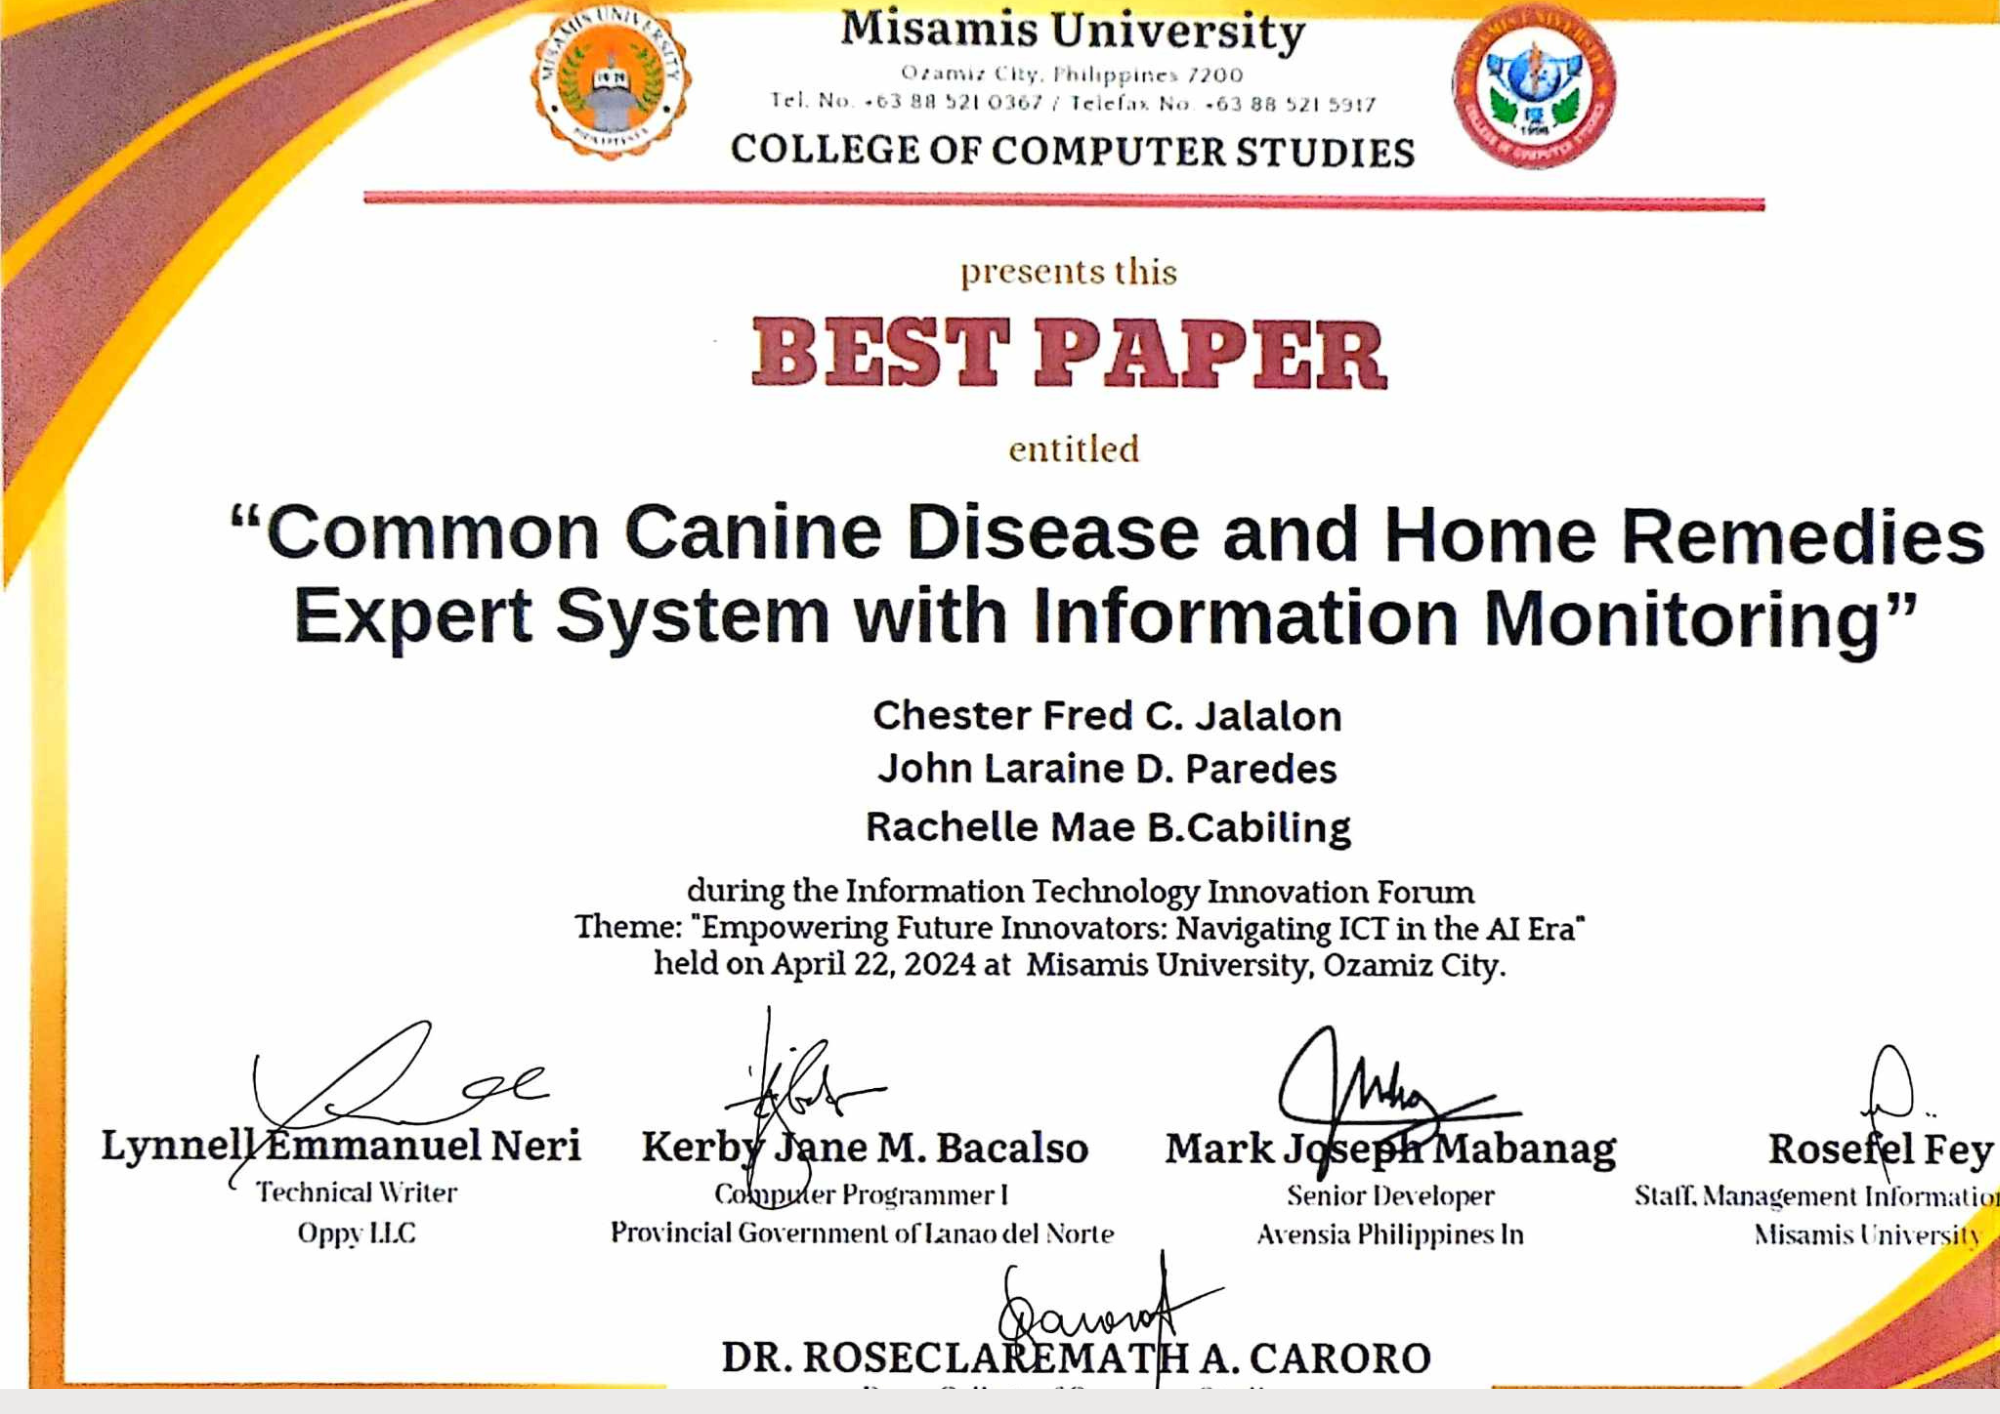 MISAMIS UNIVERSITY
Misamis University
Ozamiz City, Philippines 7200
Tel. No. +63 88 521 0367 / Telefax No. +63 88 521 5917
COLLEGE OF COMPUTER STUDIES
MISAMIS UNIVERSITY
COLLEGE OF COMPUTER STUDIES
presents this
BEST PAPER
entitled
“Common Canine Disease and Home Remedies
Expert System with Information Monitoring”
Chester Fred C. Jalalon
John Laraine D. Paredes
Rachelle Mae B.Cabiling
during the Information Technology Innovation Forum
Theme: "Empowering Future Innovators: Navigating ICT in the AI Era"
held on April 22, 2024 at Misamis University, Ozamiz City.
Lynnell Emmanuel Neri
Technical Writer
Oppy LLC
Kerby Jane M. Bacalso
Computer Programmer I
Provincial Government of Lanao del Norte
Mark Joseph Mabanag
Senior Developer
Avensia Philippines In
Rosefel Fey
Staff, Management Information
Misamis University
DR. ROSECLAREMATH A. CARORO